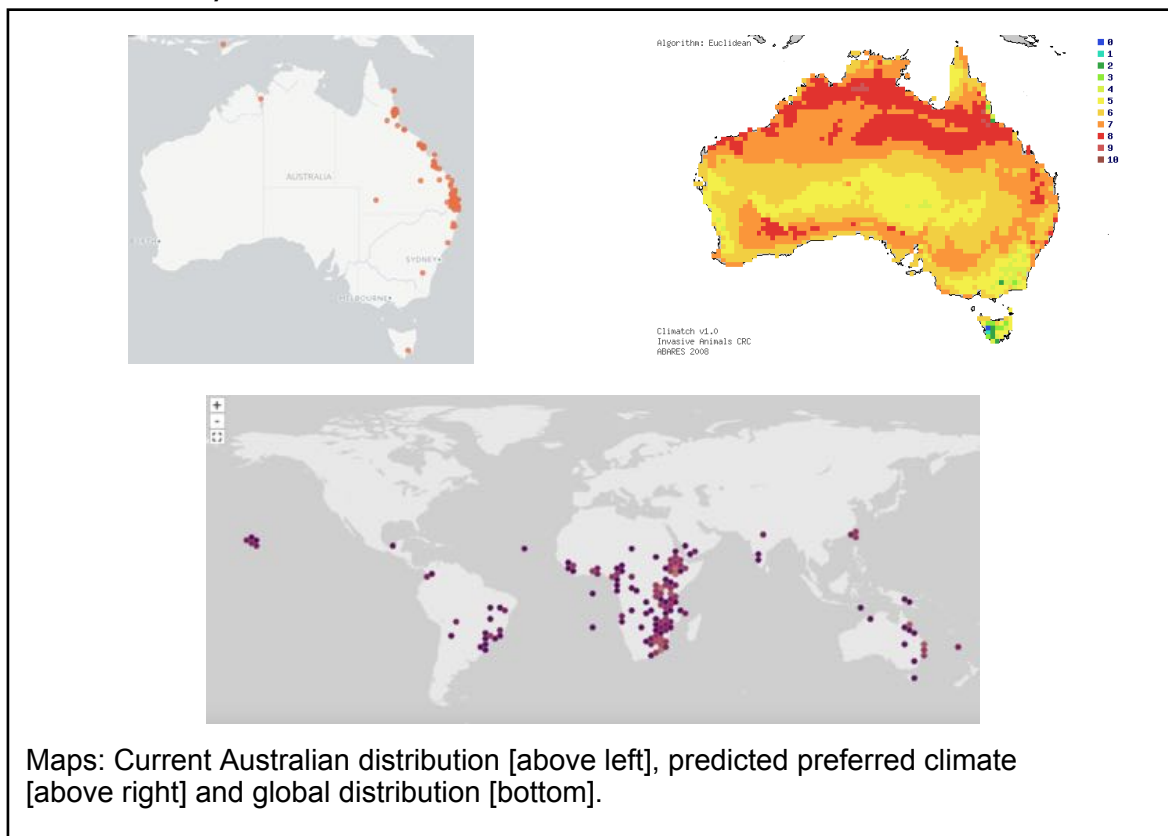 AUSTRALIA
PERTH
SYDNEY
MELBOURNE
Algorithm: Euclidean
0
1
2
3
4
5
6
7
8
9
10
Climatch v1.0
Invasive Animals CRC
ABARES 2008
+
-
Maps: Current Australian distribution [above left], predicted preferred climate
[above right] and global distribution [bottom].